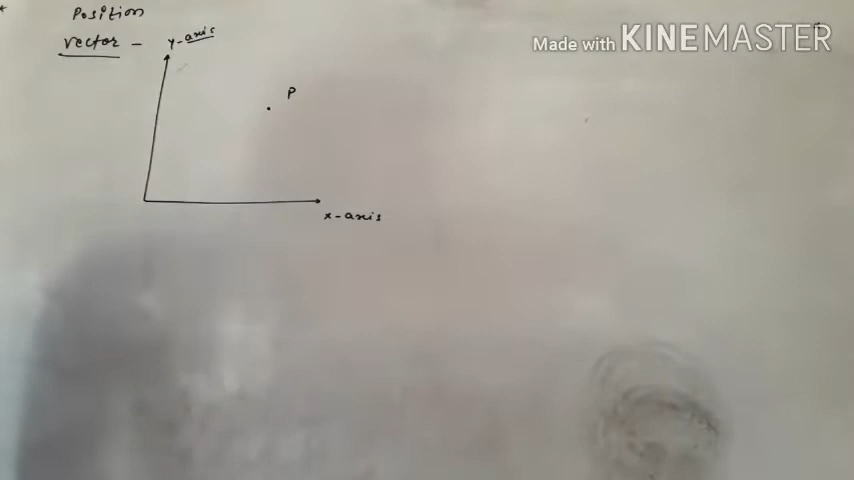 * Position
vector - y-axis
P
x-axis
Made with KINEMASTER